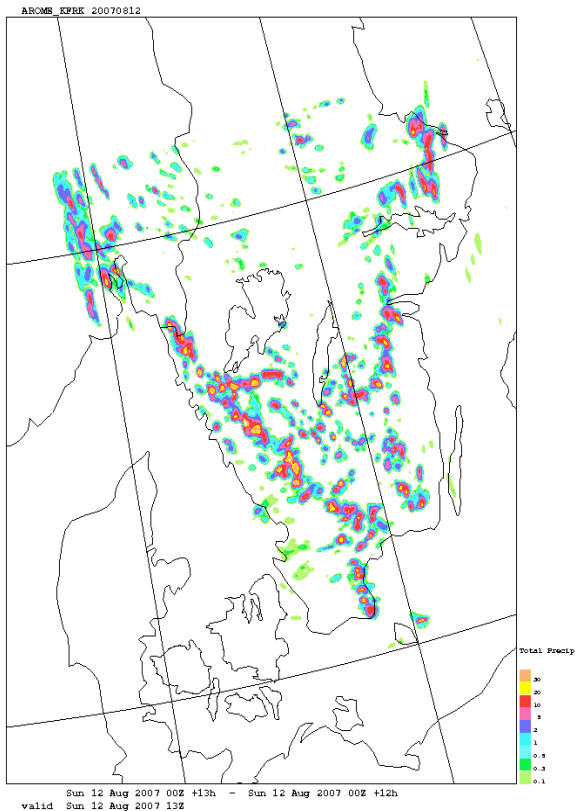 AROME_KFRK 20070812
Total Precip
30
20
10
5
2
1
0.5
0.3
0.1
Sun 12 Aug 2007 00Z +13h - Sun 12 Aug 2007 00Z +12h
valid Sun 12 Aug 2007 13Z